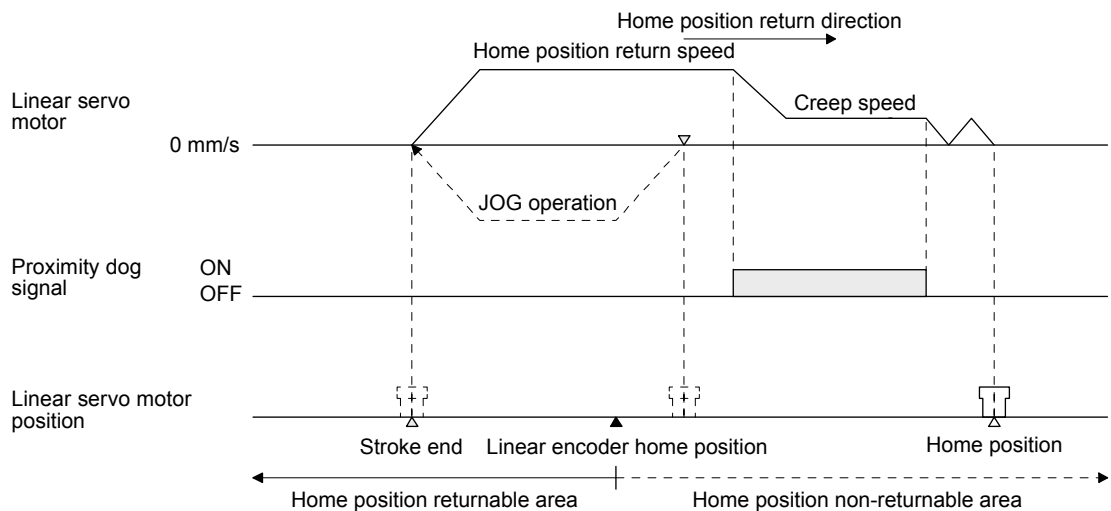 Home position return direction
Home position return speed
Linear servo
motor
Creep speed
0 mm/s
JOG operation
Proximity dog
signal
ON
OFF
Linear servo motor
position
Stroke end
Linear encoder home position
Home position
Home position returnable area
Home position non-returnable area